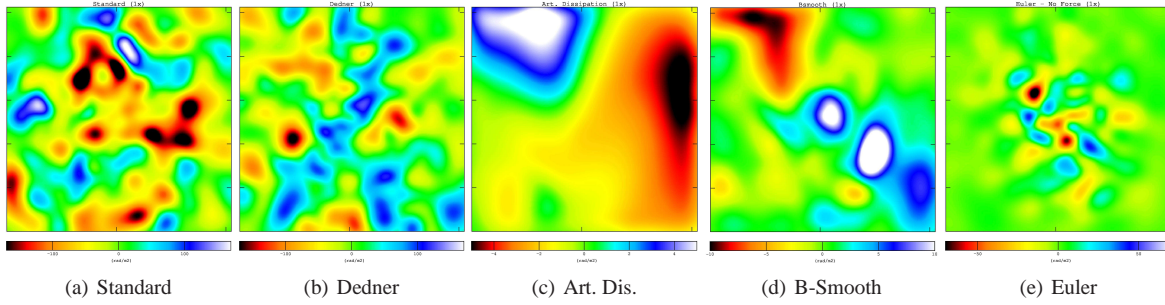 Standard (1x)
Dedner (1x)
Art. Dissipation (1x)
Bsmooth (1x)
Euler - No Force (1x)
-100 0 100
-100 0 100
-4 -2 0 2 4
-10 -5 0 5 10
-50 0 50
(rad/m2)
(rad/m2)
(rad/m2)
(rad/m2)
(rad/m2)
(a) Standard
(b) Dedner
(c) Art. Dis.
(d) B-Smooth
(e) Euler